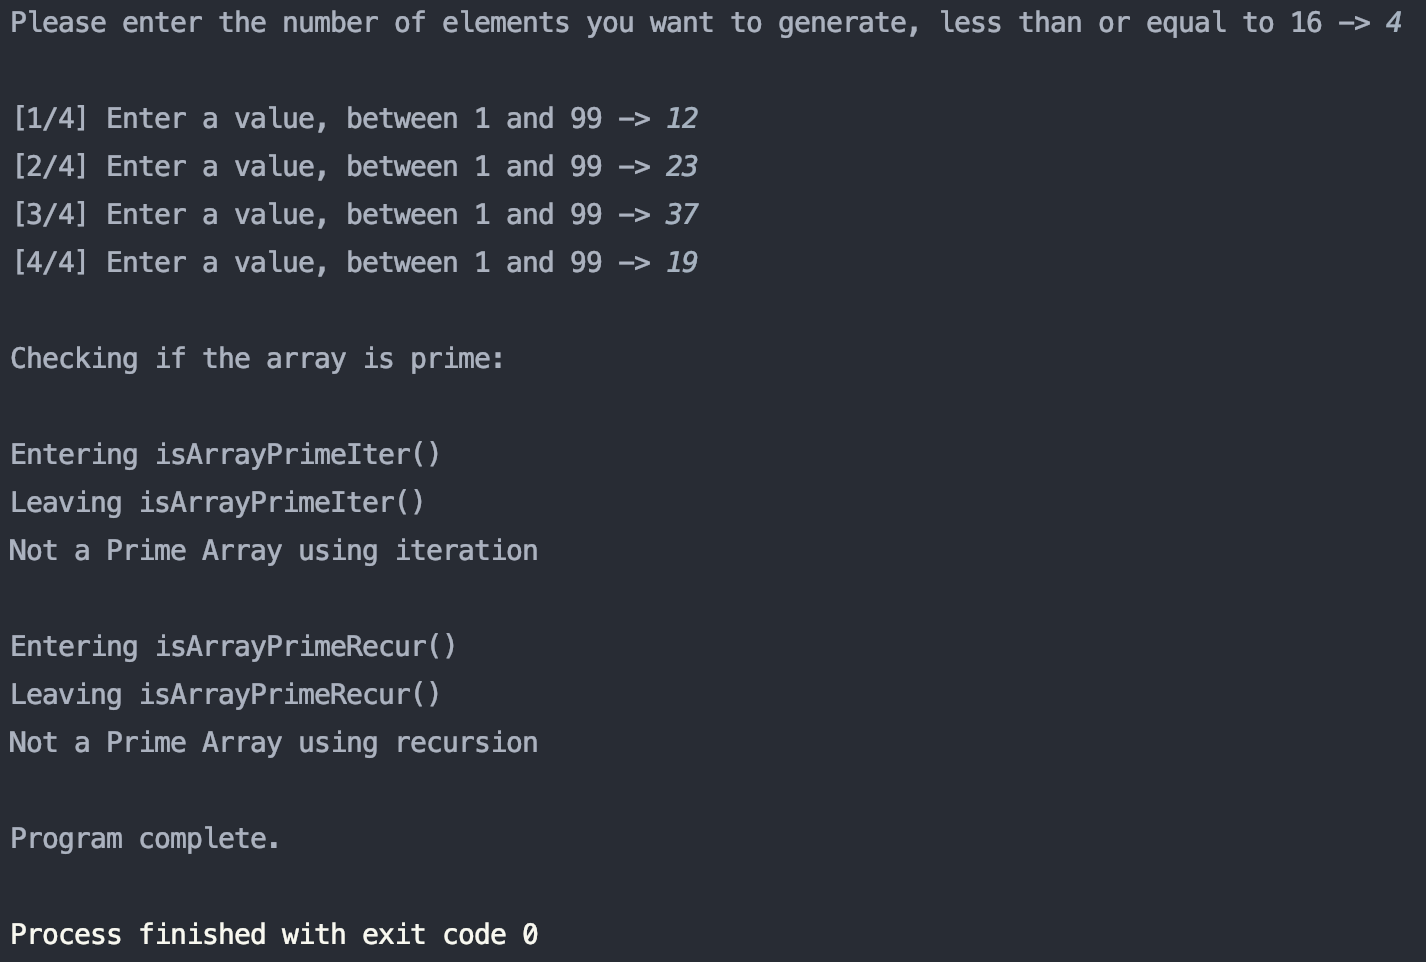 Please enter the number of elements you want to generate, less than or equal to 16 -> 4
[1/4] Enter a value, between 1 and 99 -> 12
[2/4] Enter a value, between 1 and 99 -> 23
[3/4] Enter a value, between 1 and 99 -> 37
[4/4] Enter a value, between 1 and 99 -> 19
Checking if the array is prime:
Entering isArrayPrimeIter()
Leaving isArrayPrimeIter()
Not a Prime Array using iteration
Entering isArrayPrimeRecur()
Leaving isArrayPrimeRecur()
Not a Prime Array using recursion
Program complete.
Process finished with exit code 0